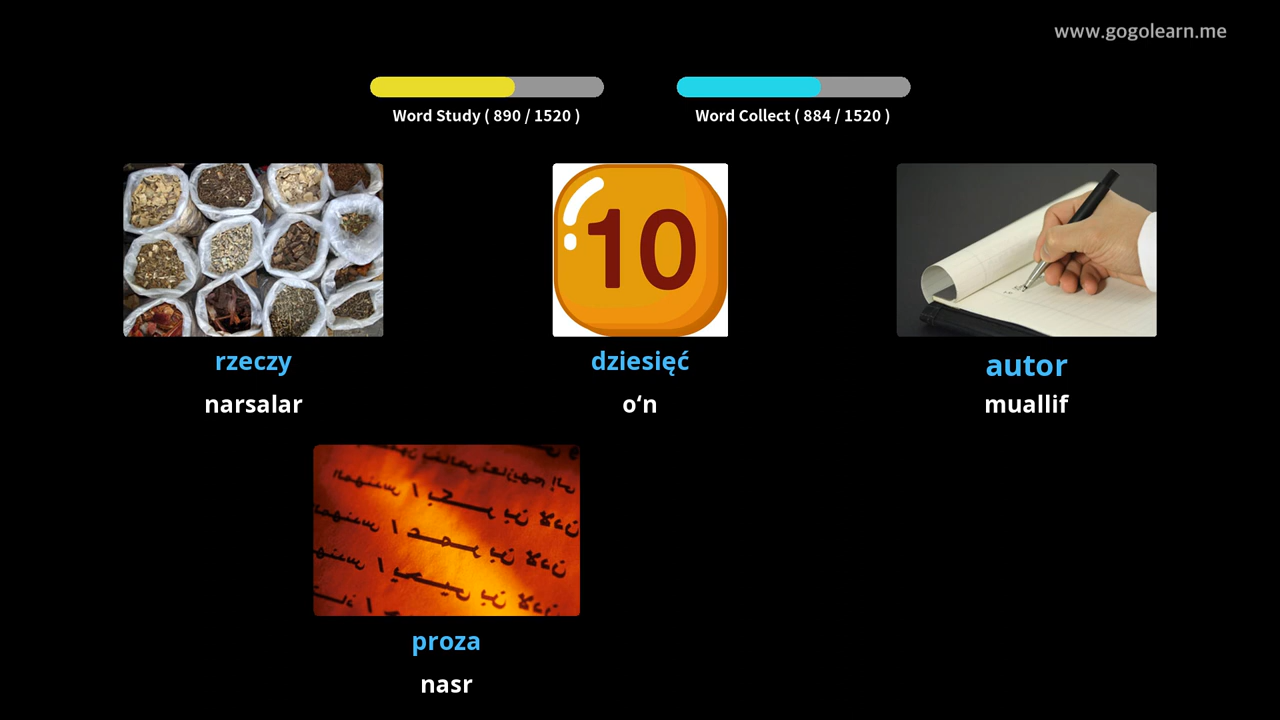 www.gogolearn.me
Word Study ( 890 / 1520 )
Word Collect ( 884 / 1520 )
10
rzeczy
narsalar
dziesięć
o‘n
autor
muallif
proza
nasr